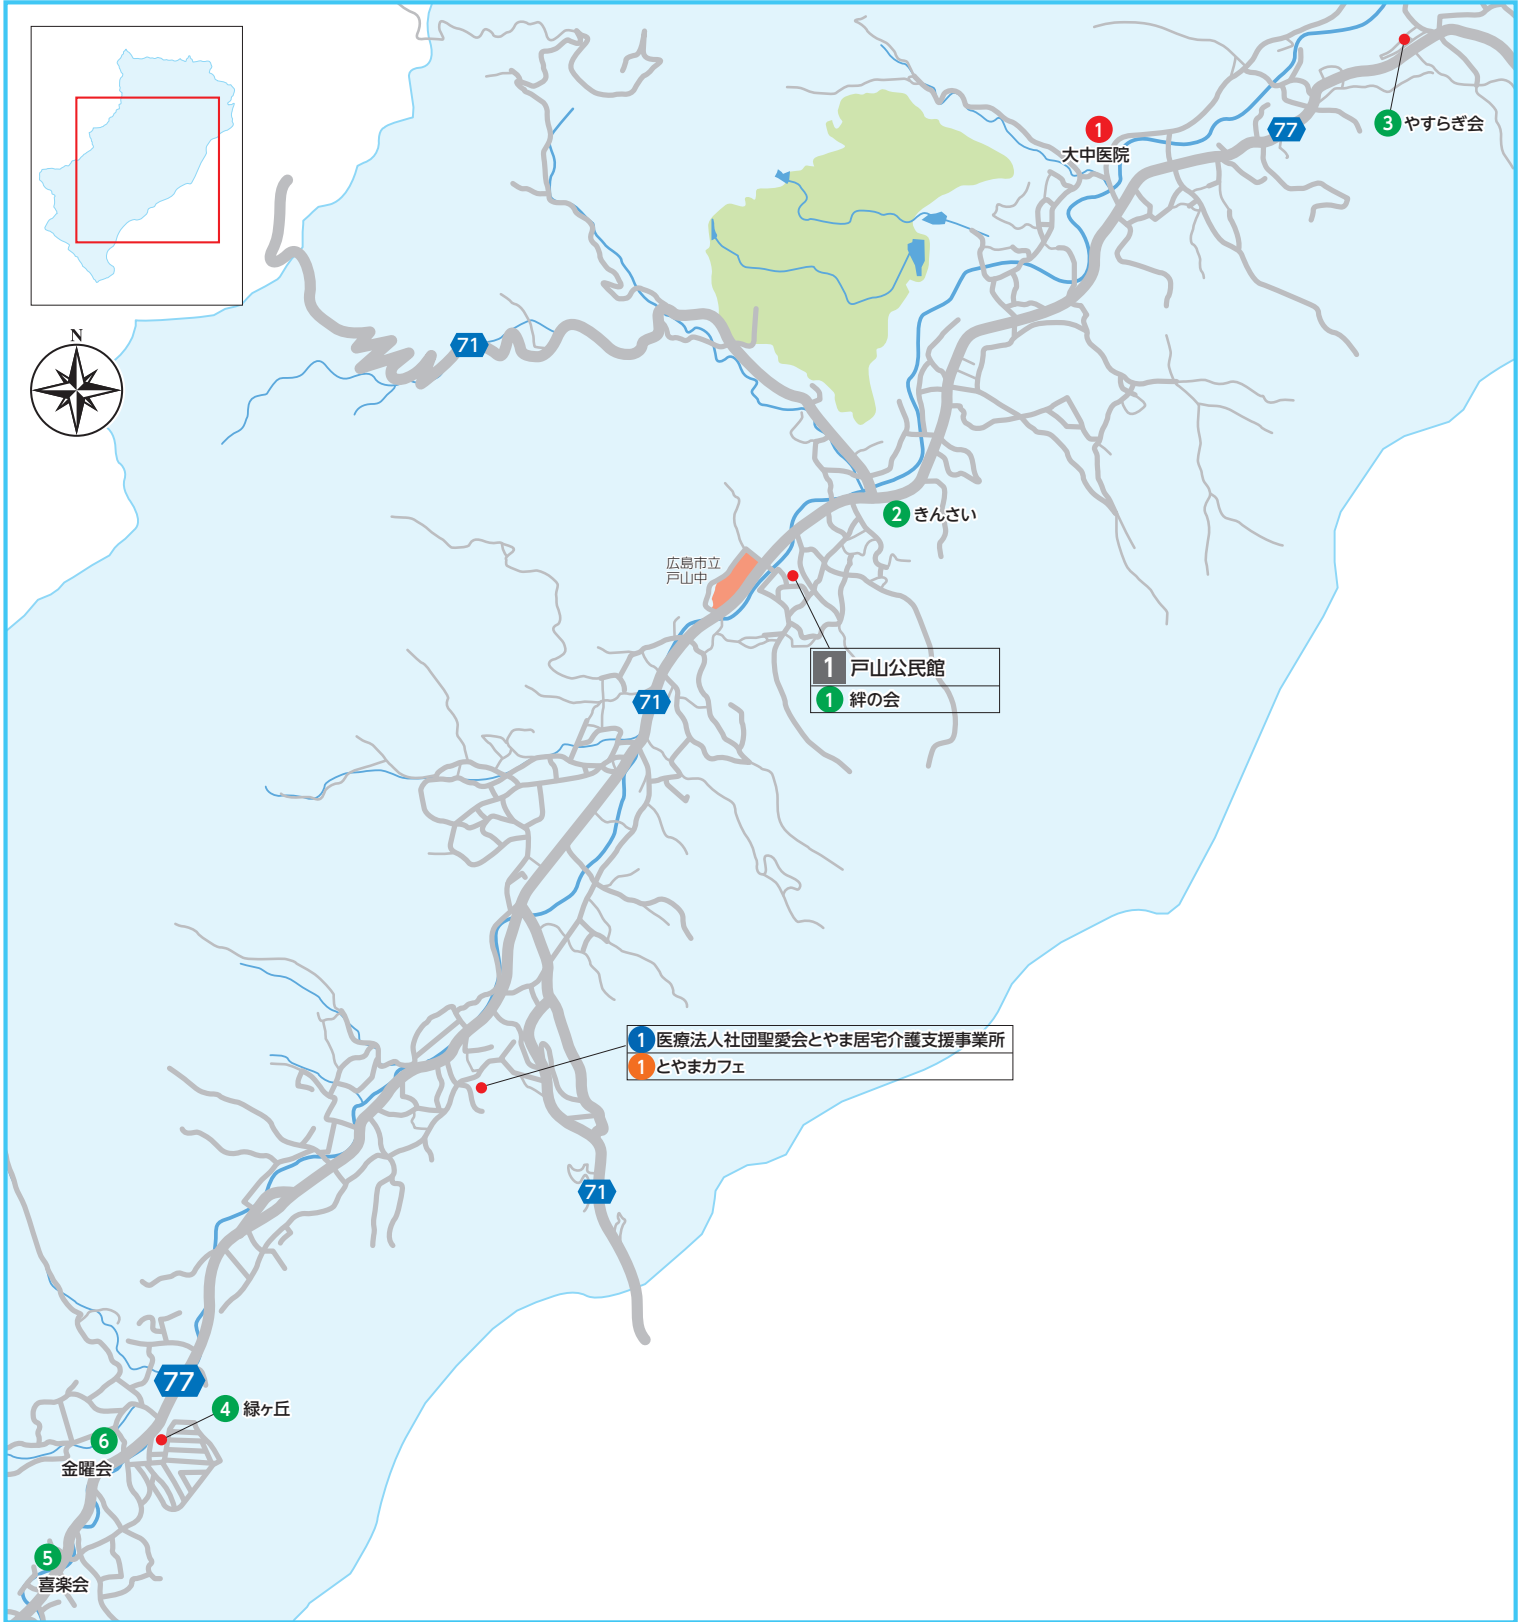 3 やすらぎ会
1
77
大中医院
N
71
2 きんさい
広島市立
戸山中
1 戸山公民館
1 絆の会
71
1 医療法人社団聖愛会とやま居宅介護支援事業所
1 とやまカフェ
71
77
4 緑ヶ丘
6
金曜会
5
喜楽会